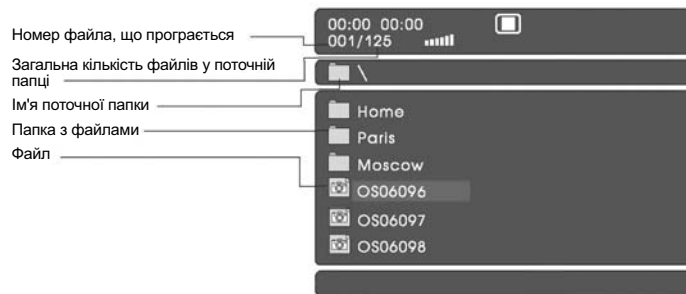 Номер файла, що програється
Загальна кількість файлів у поточній
папці
Ім'я поточної папки
Папка з файлами
Файл
00:00 00:00
001/125
\
Home
Paris
Moscow
OS06096
OS06097
OS06098